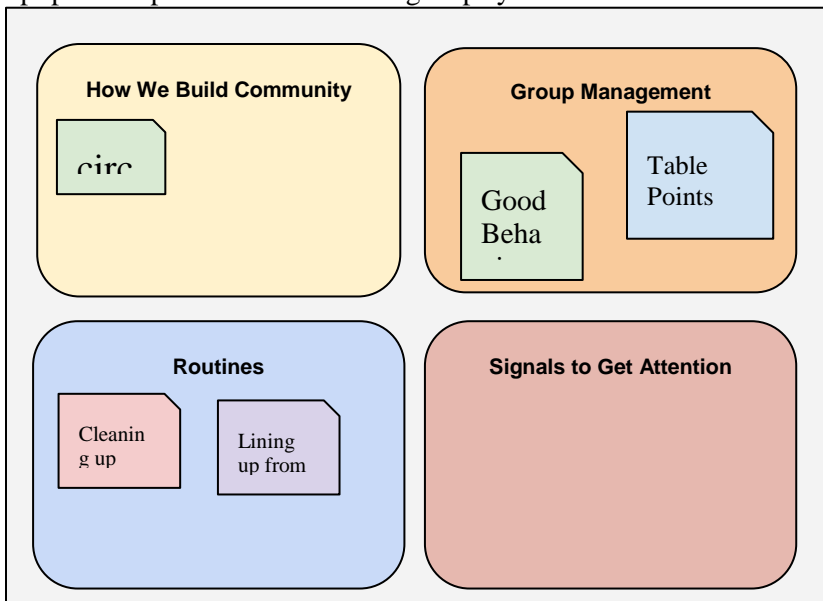 How We Build Community
circ
Group Management
Good
Beha
Table
Points
Routines
Cleanin
g up
Lining
up from
Signals to Get Attention